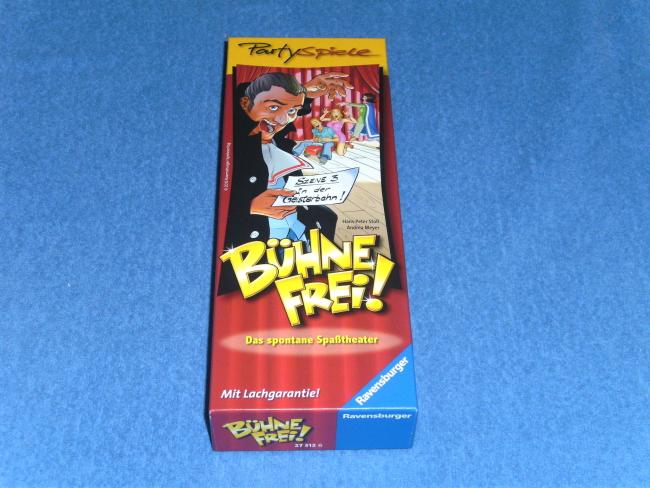 PartySpiele
SZENE 3
in der
Geisterbahn!
Hans-Peter Stoll
Andrea Meyer
BÜHNE
FREI!
Das spontane Spaßtheater
Mit Lachgarantie!
Ravensburger
Ravensburger
BÜHNE
FREI!